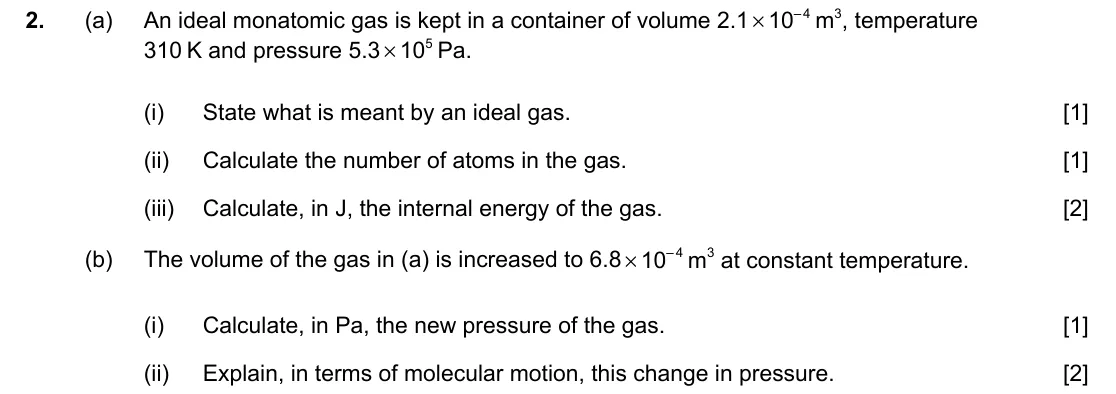 2. (a) An ideal monatomic gas is kept in a container of volume 2.1 × 10⁻⁴ m³, temperature
310 K and pressure 5.3 × 10⁵ Pa.
(i) State what is meant by an ideal gas. [1]
(ii) Calculate the number of atoms in the gas. [1]
(iii) Calculate, in J, the internal energy of the gas. [2]
(b) The volume of the gas in (a) is increased to 6.8 × 10⁻⁴ m³ at constant temperature.
(i) Calculate, in Pa, the new pressure of the gas. [1]
(ii) Explain, in terms of molecular motion, this change in pressure. [2]